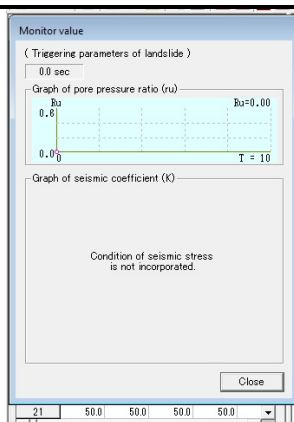 Monitor value
( Triggering parameters of landslide )
0.0 sec
Graph of pore pressure ratio (ru)
Ru
Ru=0.00
0.6
0.0
0
T = 10
Graph of seismic coefficient (K)
Condition of seismic stress
is not incorporated.
Close
21 50.0 50.0 50.0 50.0